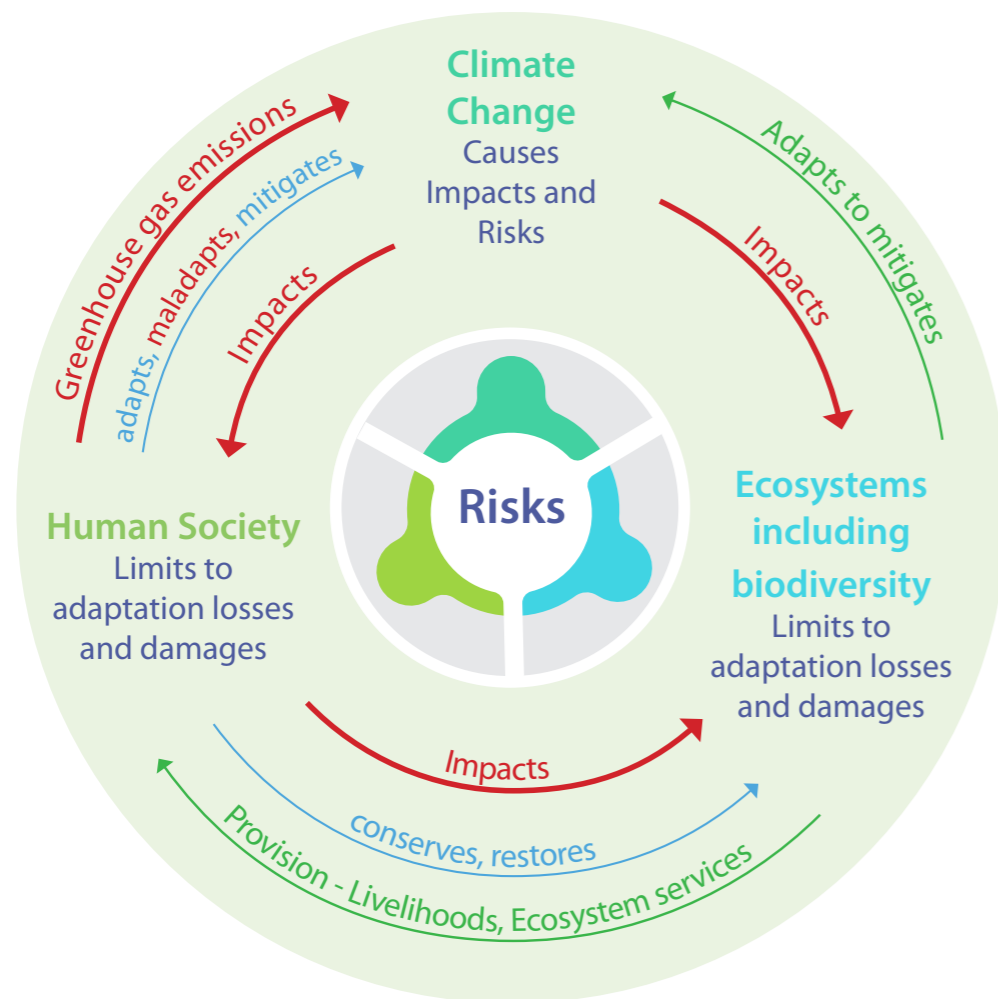 Climate
Change
Causes
Impacts and
Risks
Greenhouse gas emissions
adapts, maladapts, mitigates
Impacts
Impacts
Adapts to mitigates
Risks
Human Society
Limits to
adaptation losses
and damages
Ecosystems
including
biodiversity
Limits to
adaptation losses
and damages
Impacts
conserves, restores
Provision - Livelihoods, Ecosystem services